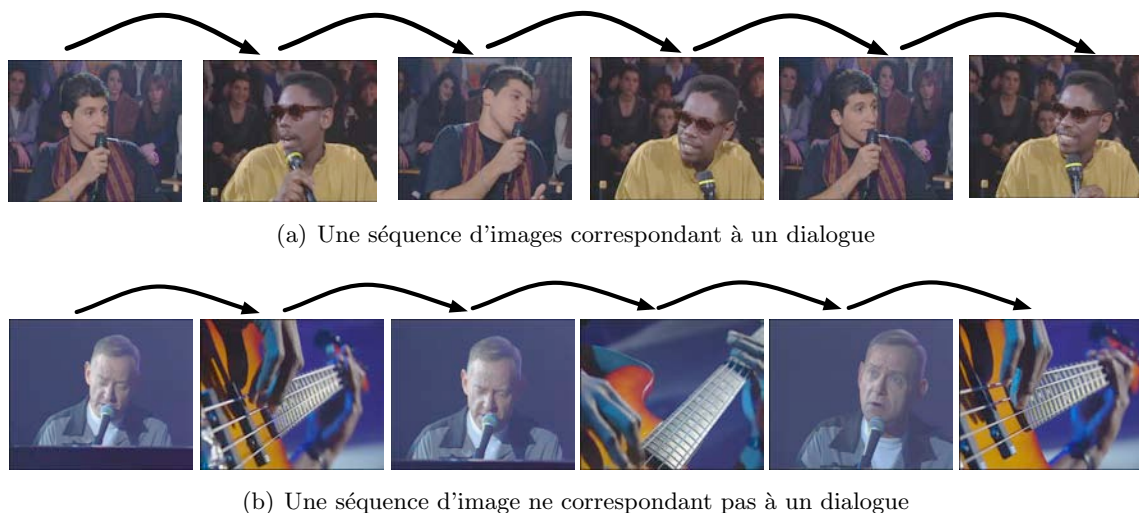 (a) Une séquence d'images correspondant à un dialogue
(b) Une séquence d'image ne correspondant pas à un dialogue